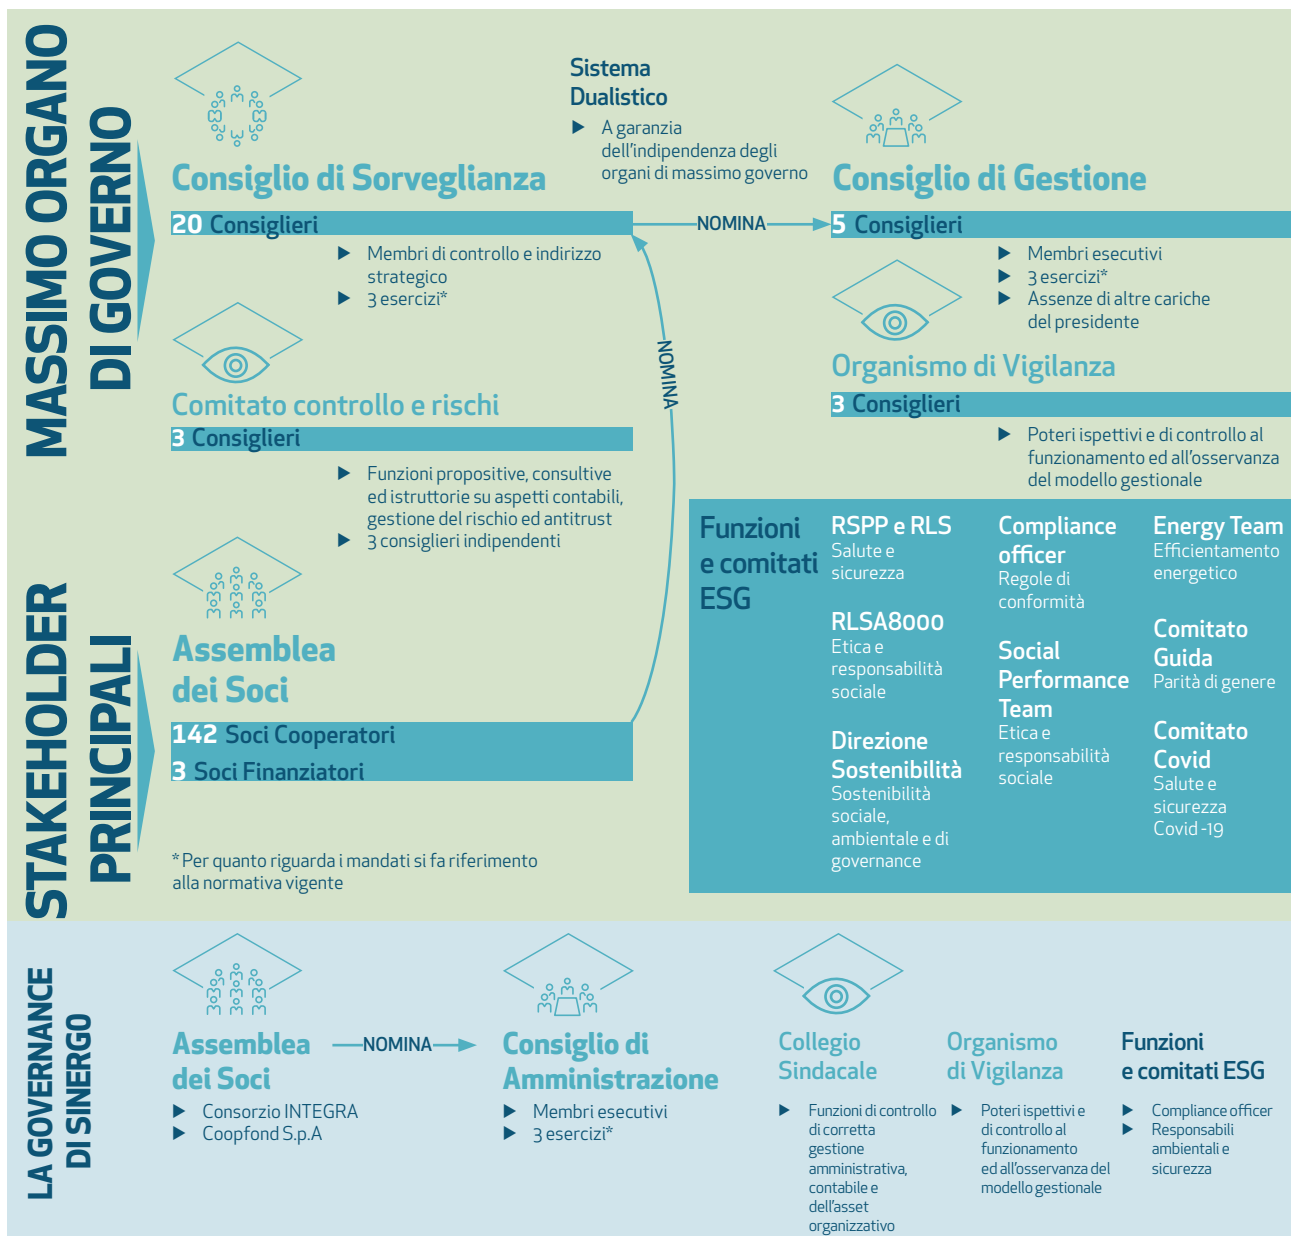 MASSIMO ORGANO
DI GOVERNO
Consiglio di Sorveglianza
20 Consiglieri
Membri di controllo e indirizzo
strategico
3 esercizi*
Sistema
Dualistico
A garanzia
dell'indipendenza degli
organi di massimo governo
NOMINA
Consiglio di Gestione
5 Consiglieri
Membri esecutivi
3 esercizi*
Assenze di altre cariche
del presidente
Comitato controllo e rischi
3 Consiglieri
Funzioni propositive, consultive
ed istruttorie su aspetti contabili,
gestione del rischio ed antitrust
3 consiglieri indipendenti
NOMINA
Organismo di Vigilanza
3 Consiglieri
Poteri ispettivi e di controllo al
funzionamento ed all'osservanza
del modello gestionale
STAKEHOLDER
PRINCIPALI
Assemblea
dei Soci
142 Soci Cooperatori
3 Soci Finanziatori
*Per quanto riguarda i mandati si fa riferimento
alla normativa vigente
Funzioni
e comitati
ESG
RSPP e RLS
Salute e
sicurezza
RLSA8000
Etica e
responsabilità
sociale
Direzione
Sostenibilità
Sostenibilità
sociale,
ambientale e di
governance
Compliance
officer
Regole di
conformità
Social
Performance
Team
Etica e
responsabilità
sociale
Energy Team
Efficientamento
energetico
Comitato
Guida
Parità di genere
Comitato
Covid
Salute e
sicurezza
Covid -19
LA GOVERNANCE
DI SINERGO
Assemblea
dei Soci
Consorzio INTEGRA
Coopfond S.p.A
NOMINA
Consiglio di
Amministrazione
Membri esecutivi
3 esercizi*
Collegio
Sindacale
Funzioni di controllo
di corretta
gestione
amministrativa,
contabile e
dell'asset
organizzativo
Organismo
di Vigilanza
Poteri ispettivi e
di controllo al
funzionamento
ed all'osservanza del
modello gestionale
Funzioni
e comitati ESG
Compliance officer
Responsabili
ambientali e
sicurezza